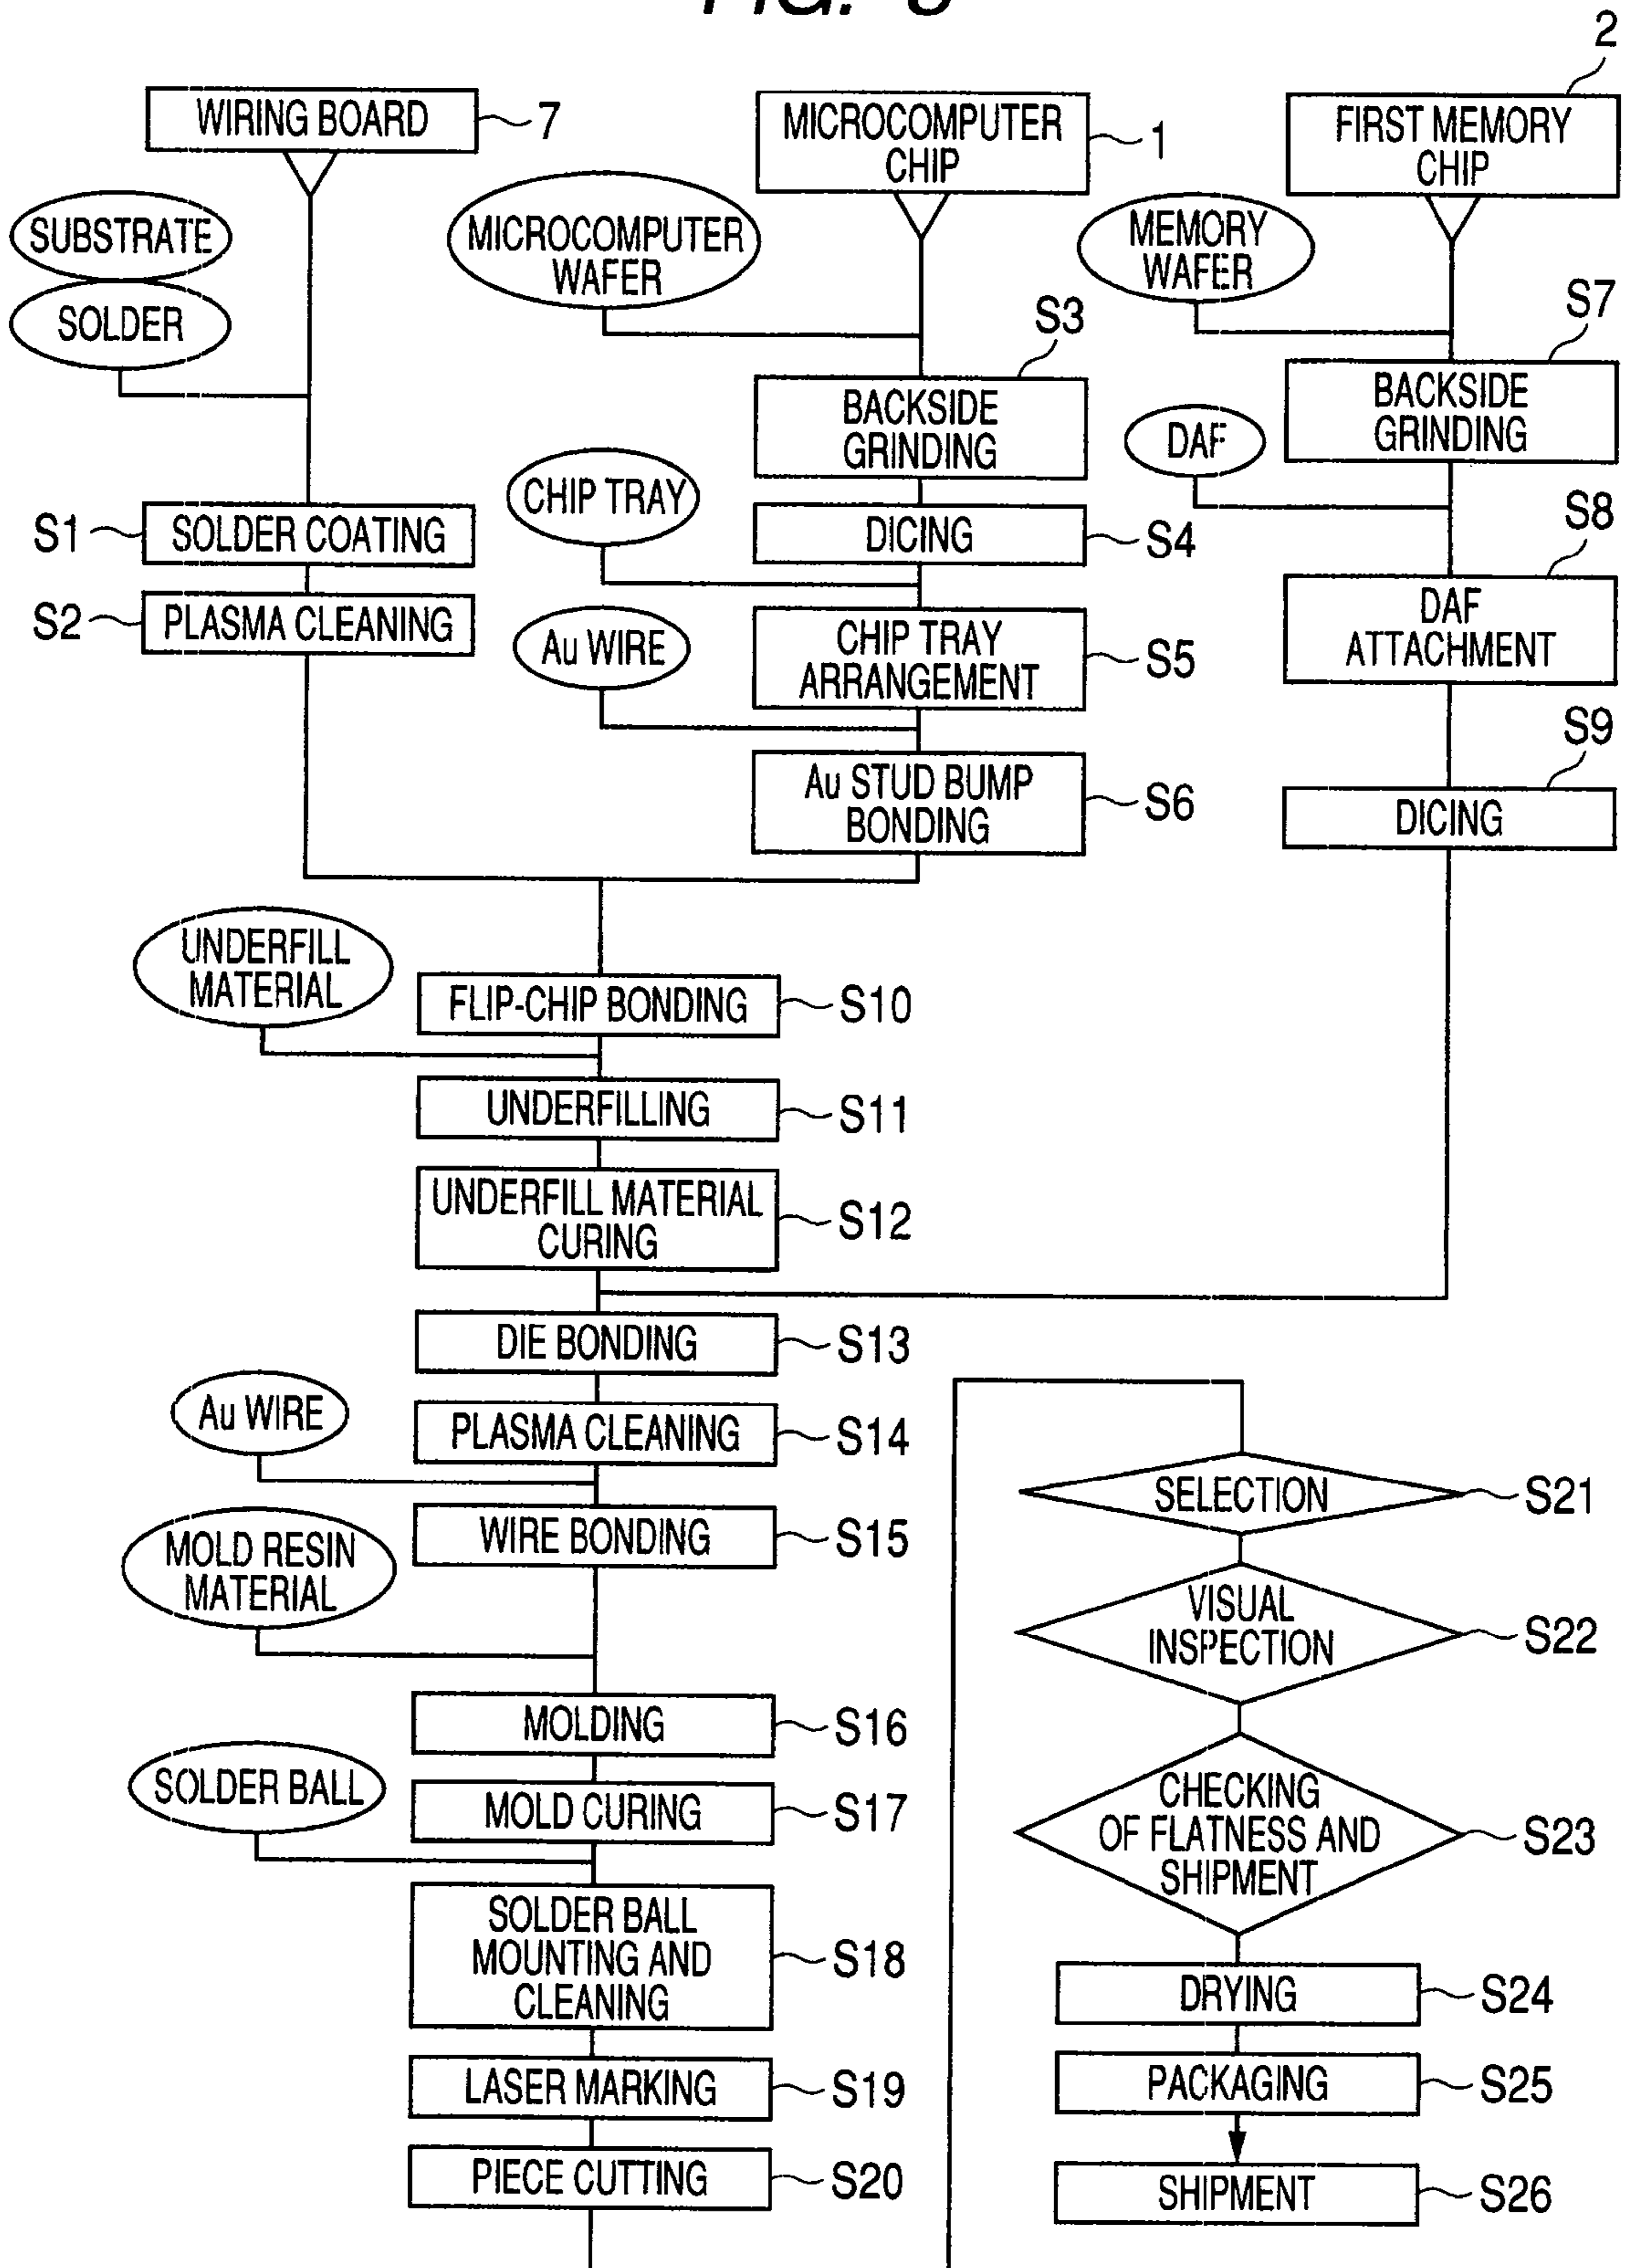 2
WIRING BOARD
7
MICROCOMPUTER
CHIP
1
FIRST MEMORY
CHIP
SUBSTRATE
SOLDER
MICROCOMPUTER
WAFER
MEMORY
WAFER
S3
S7
BACKSIDE
GRINDING
BACKSIDE
GRINDING
DAF
CHIP TRAY
S1
SOLDER COATING
DICING
S4
S8
S2
PLASMA CLEANING
Au WIRE
CHIP TRAY
ARRANGEMENT
S5
DAF
ATTACHMENT
S9
Au STUD BUMP
BONDING
S6
DICING
UNDERFILL
MATERIAL
FLIP-CHIP BONDING
S10
UNDERFILLING
S11
UNDERFILL MATERIAL
CURING
S12
DIE BONDING
S13
Au WIRE
PLASMA CLEANING
S14
WIRE BONDING
S15
MOLD RESIN
MATERIAL
MOLDING
S16
SOLDER BALL
MOLD CURING
S17
SOLDER BALL
MOUNTING AND
CLEANING
S18
LASER MARKING
S19
PIECE CUTTING
S20
SELECTION
S21
VISUAL
INSPECTION
S22
CHECKING
OF FLATNESS AND
SHIPMENT
S23
DRYING
S24
PACKAGING
S25
SHIPMENT
S26